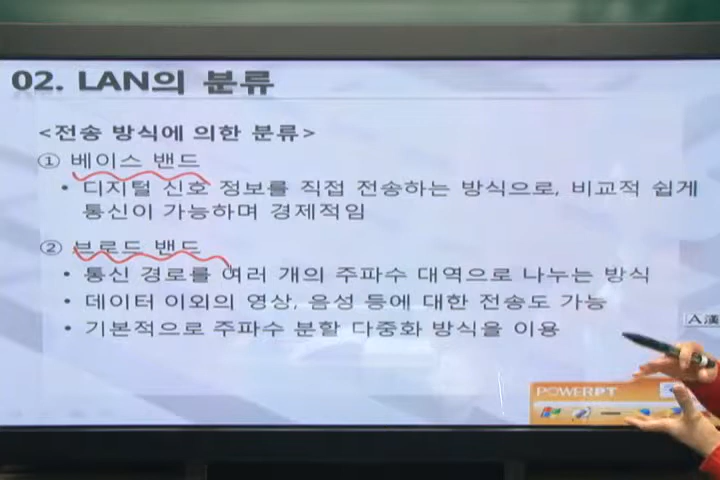 02. LAN의 분류
<전송 방식에 의한 분류>
① 베이스 밴드
• 디지털 신호 정보를 직접 전송하는 방식으로, 비교적 쉽게
통신이 가능하며 경제적임
② 브로드 밴드
• 통신 경로를 여러 개의 주파수 대역으로 나누는 방식
• 데이터 이외의 영상, 음성 등에 대한 전송도 가능
• 기본적으로 주파수 분할 다중화 방식을 이용
A漢
POWERPT